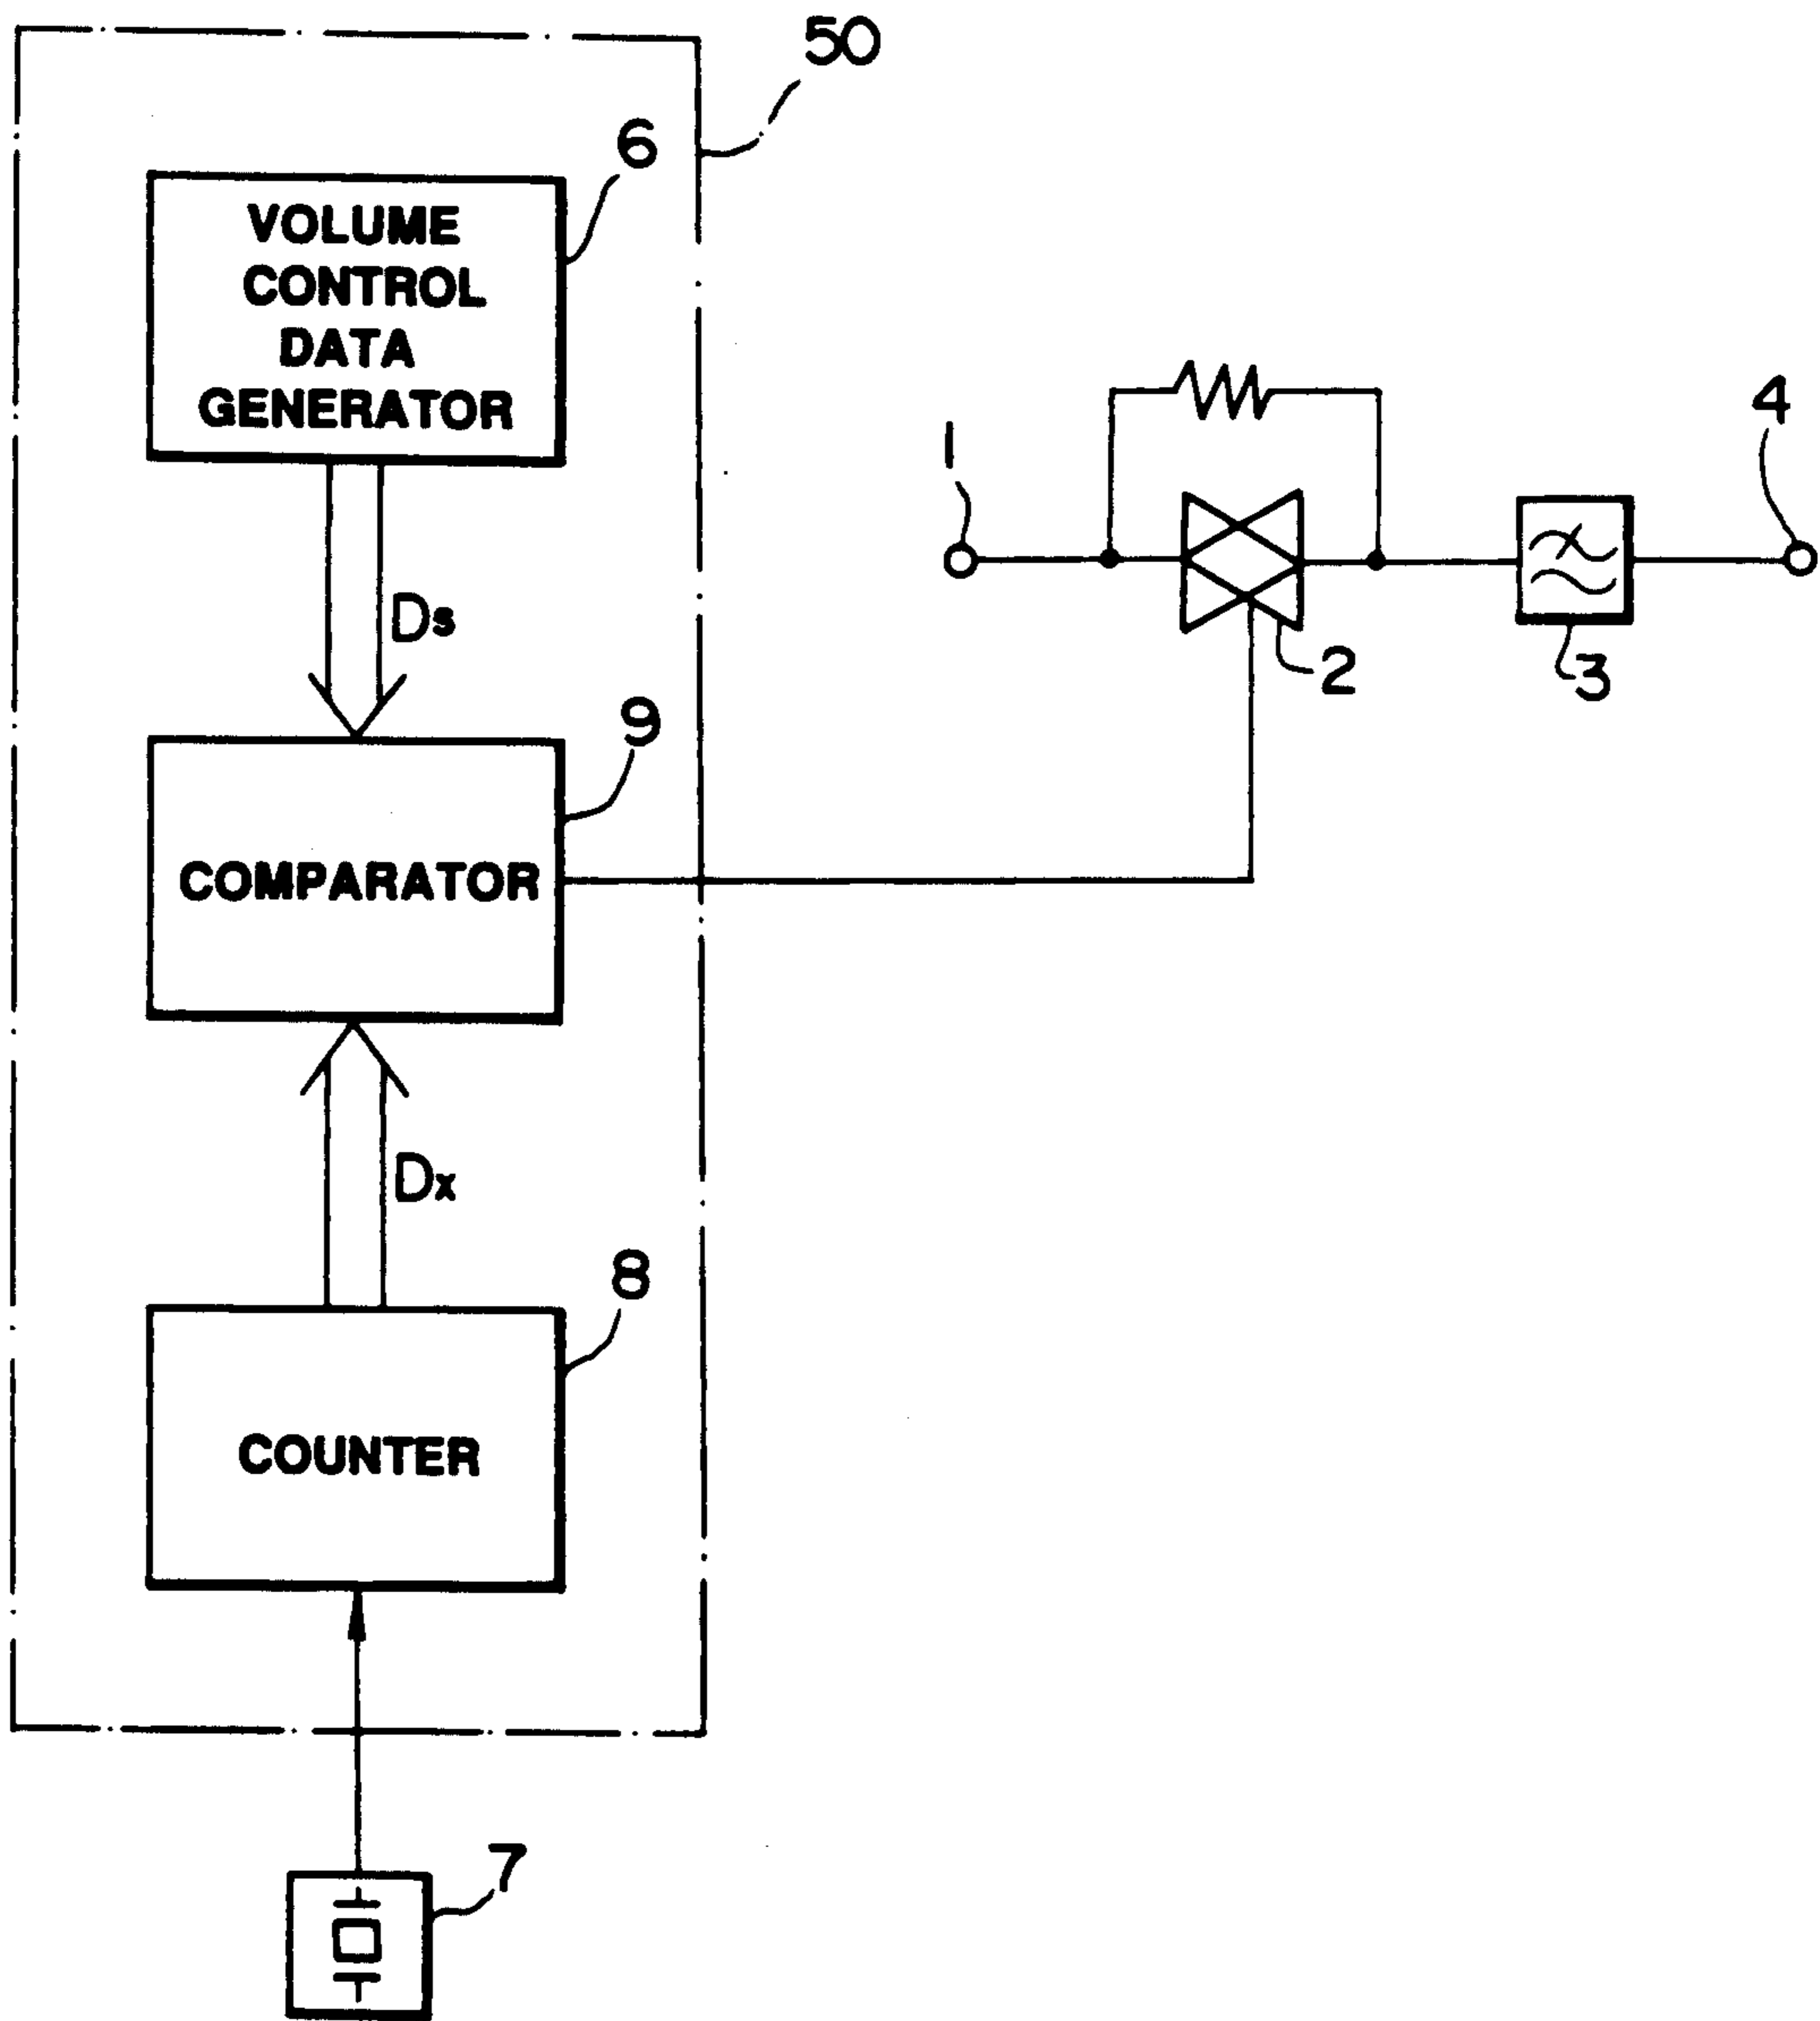 50
6
VOLUME
CONTROL
DATA
GENERATOR
1
4
Ds
2
3
9
COMPARATOR
Dx
8
COUNTER
7